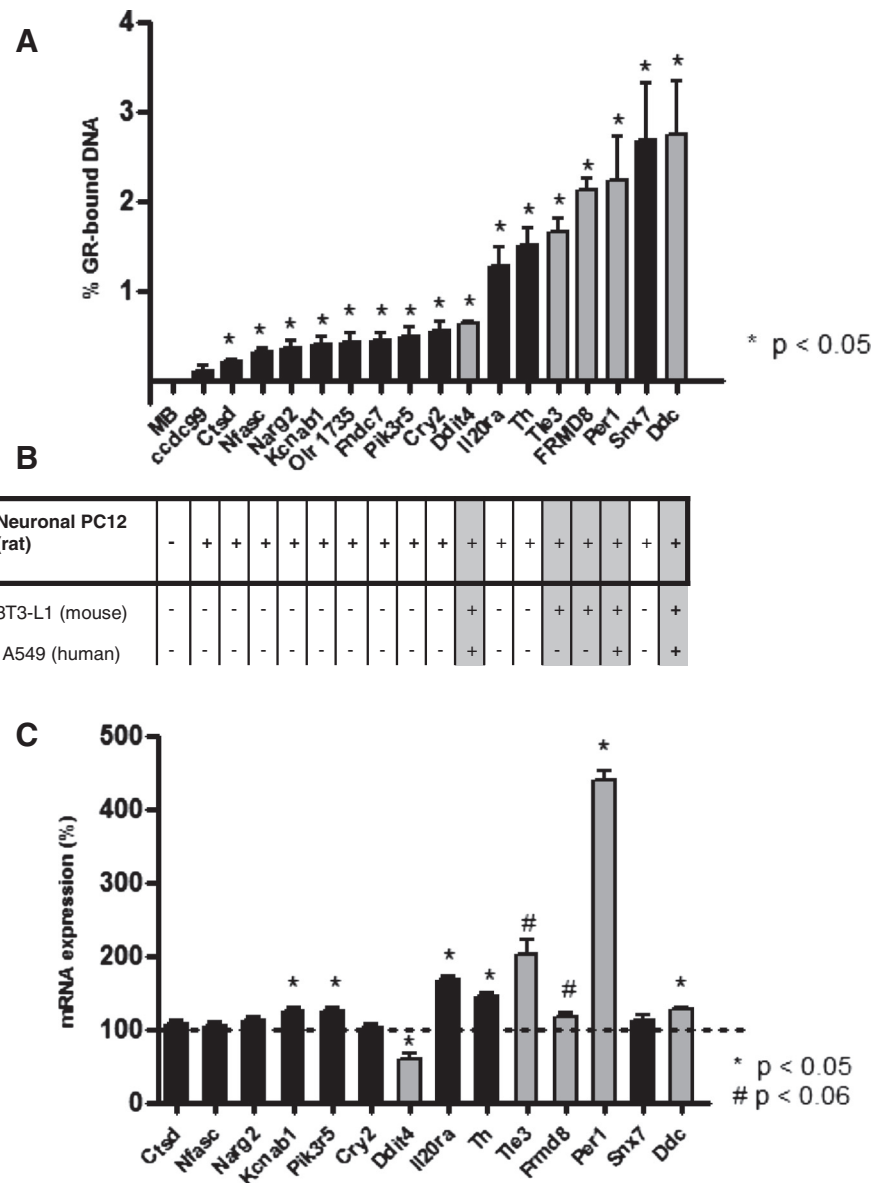 A
4
3
2
1
% GR-bound DNA
* * * * * * * * * * * * * * * *
* p < 0.05
MB ccdc99 Ctsd Nfasc Narg2 Kcnab1 Olr 1735 Fndc7 Pik3r5 Cry2 Ddit4 Il20ra Th Tle3 FRMD8 Per1 Snx7 Ddc
B
Neuronal PC12
(rat)
- + + + + + + + + + + + + + + + + +
3T3-L1 (mouse) - - - - - - - - - - + - - + + + - +
A549 (human) - - - - - - - - - - + - - - - + - +
C
500
400
300
200
100
0
mRNA expression (%)
* * * * * # # * *
* p < 0.05
# p < 0.06
Ctsd Nfasc Narg2 Kcnab1 Pik3r5 Cry2 Ddit4 Il20ra Th Tle3 Frmd8 Per1 Snx7 Ddc